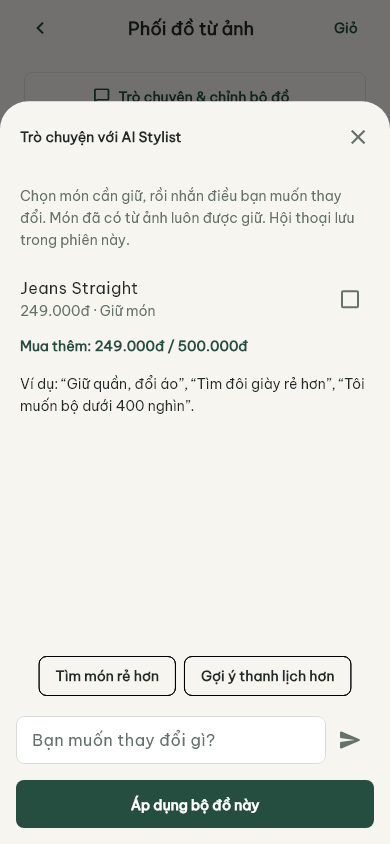 Phối đồ từ ảnh
Giỏ
Trò chuyện & chỉnh bộ đồ
Trò chuyện với AI Stylist
Chọn món cần giữ, rồi nhắn điều bạn muốn thay
đổi. Món đã có từ ảnh luôn được giữ. Hội thoại lưu
trong phiên này.
Jeans Straight
249.000đ · Giữ món
Mua thêm: 249.000đ / 500.000đ
Ví dụ: “Giữ quần, đổi áo”, “Tìm đôi giày rẻ hơn”, “Tôi
muốn bộ dưới 400 nghìn”.
Tìm món rẻ hơn
Gợi ý thanh lịch hơn
Bạn muốn thay đổi gì?
Áp dụng bộ đồ này